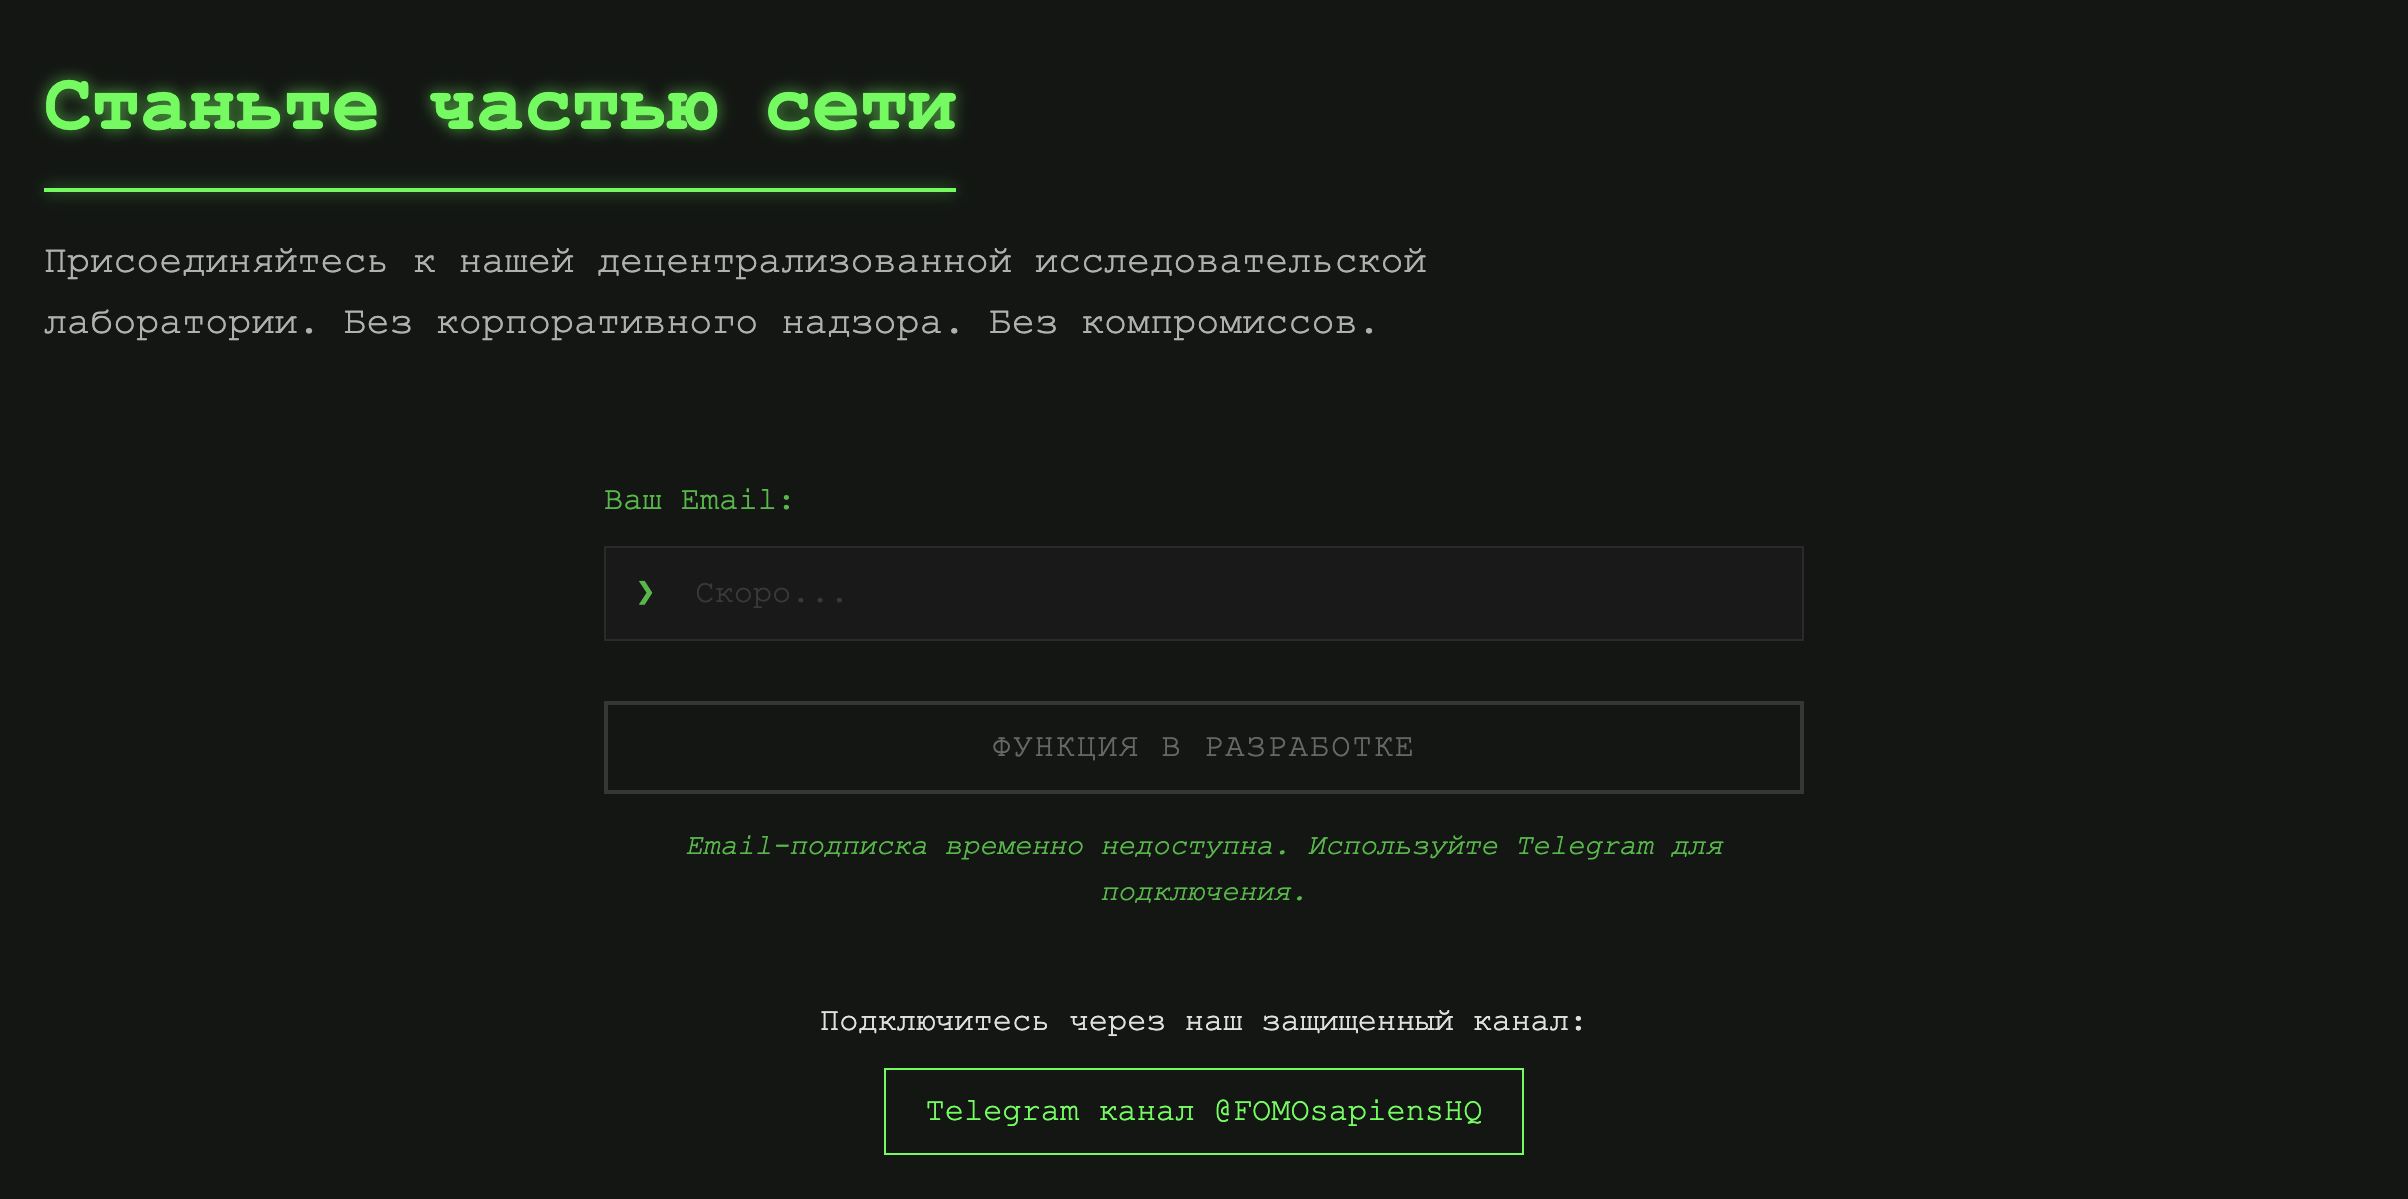 Станьте частью сети
Присоединяйтесь к нашей децентрализованной исследовательской
лаборатории. Без корпоративного надзора. Без компромиссов.
Ваш Email:
❯ Скоро...
ФУНКЦИЯ В РАЗРАБОТКЕ
Email-подписка временно недоступна. Используйте Telegram для
подключения.
Подключитесь через наш защищенный канал:
Telegram канал @FOMOsapiensHQ